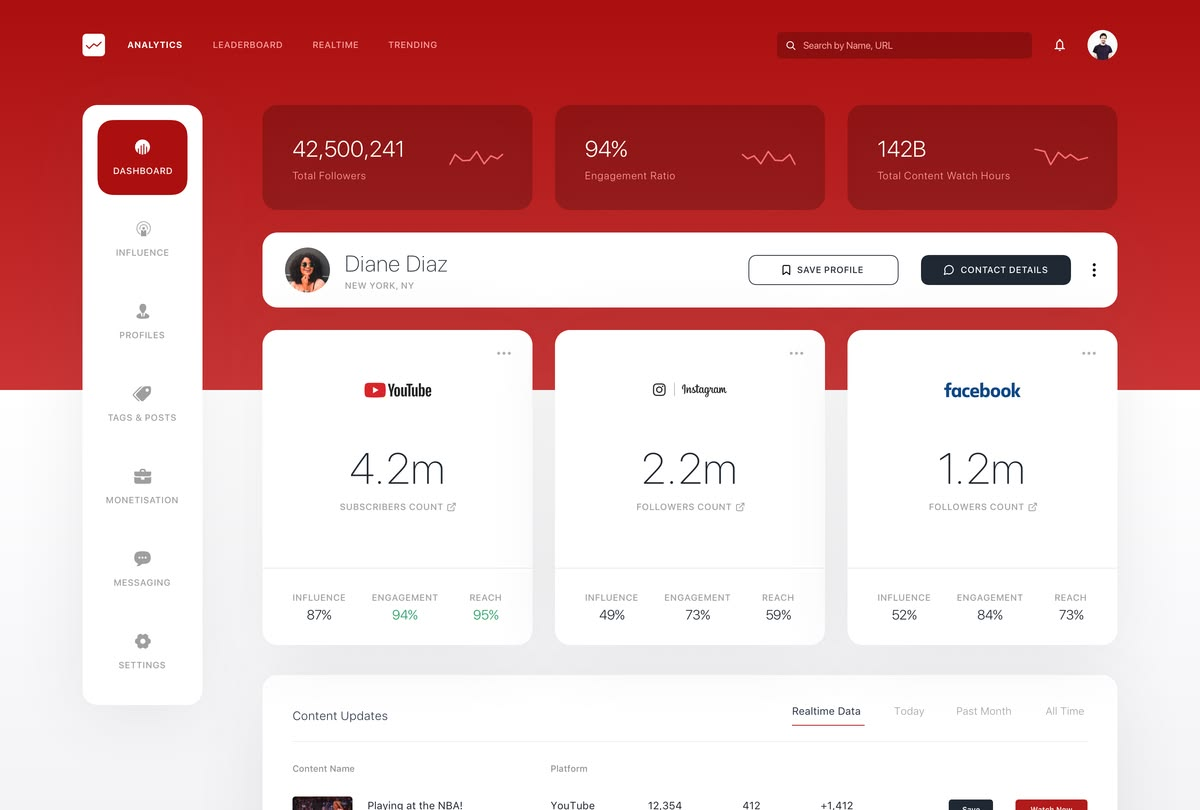 ANALYTICS
LEADERBOARD
REALTIME
TRENDING
Search by Name, URL
DASHBOARD
INFLUENCE
PROFILES
TAGS & POSTS
MONETISATION
MESSAGING
SETTINGS
42,500,241
Total Followers
94%
Engagement Ratio
142B
Total Content Watch Hours
Diane Diaz
NEW YORK, NY
SAVE PROFILE
CONTACT DETAILS
YouTube
4.2m
SUBSCRIBERS COUNT
INFLUENCE ENGAGEMENT REACH
87% 94% 95%
Instagram
2.2m
FOLLOWERS COUNT
INFLUENCE ENGAGEMENT REACH
49% 73% 59%
facebook
1.2m
FOLLOWERS COUNT
INFLUENCE ENGAGEMENT REACH
52% 84% 73%
Content Updates
Realtime Data
Today
Past Month
All Time
Content Name Platform
Playing at the NBA! YouTube 12,354 412 +1,412 Save Watch Now